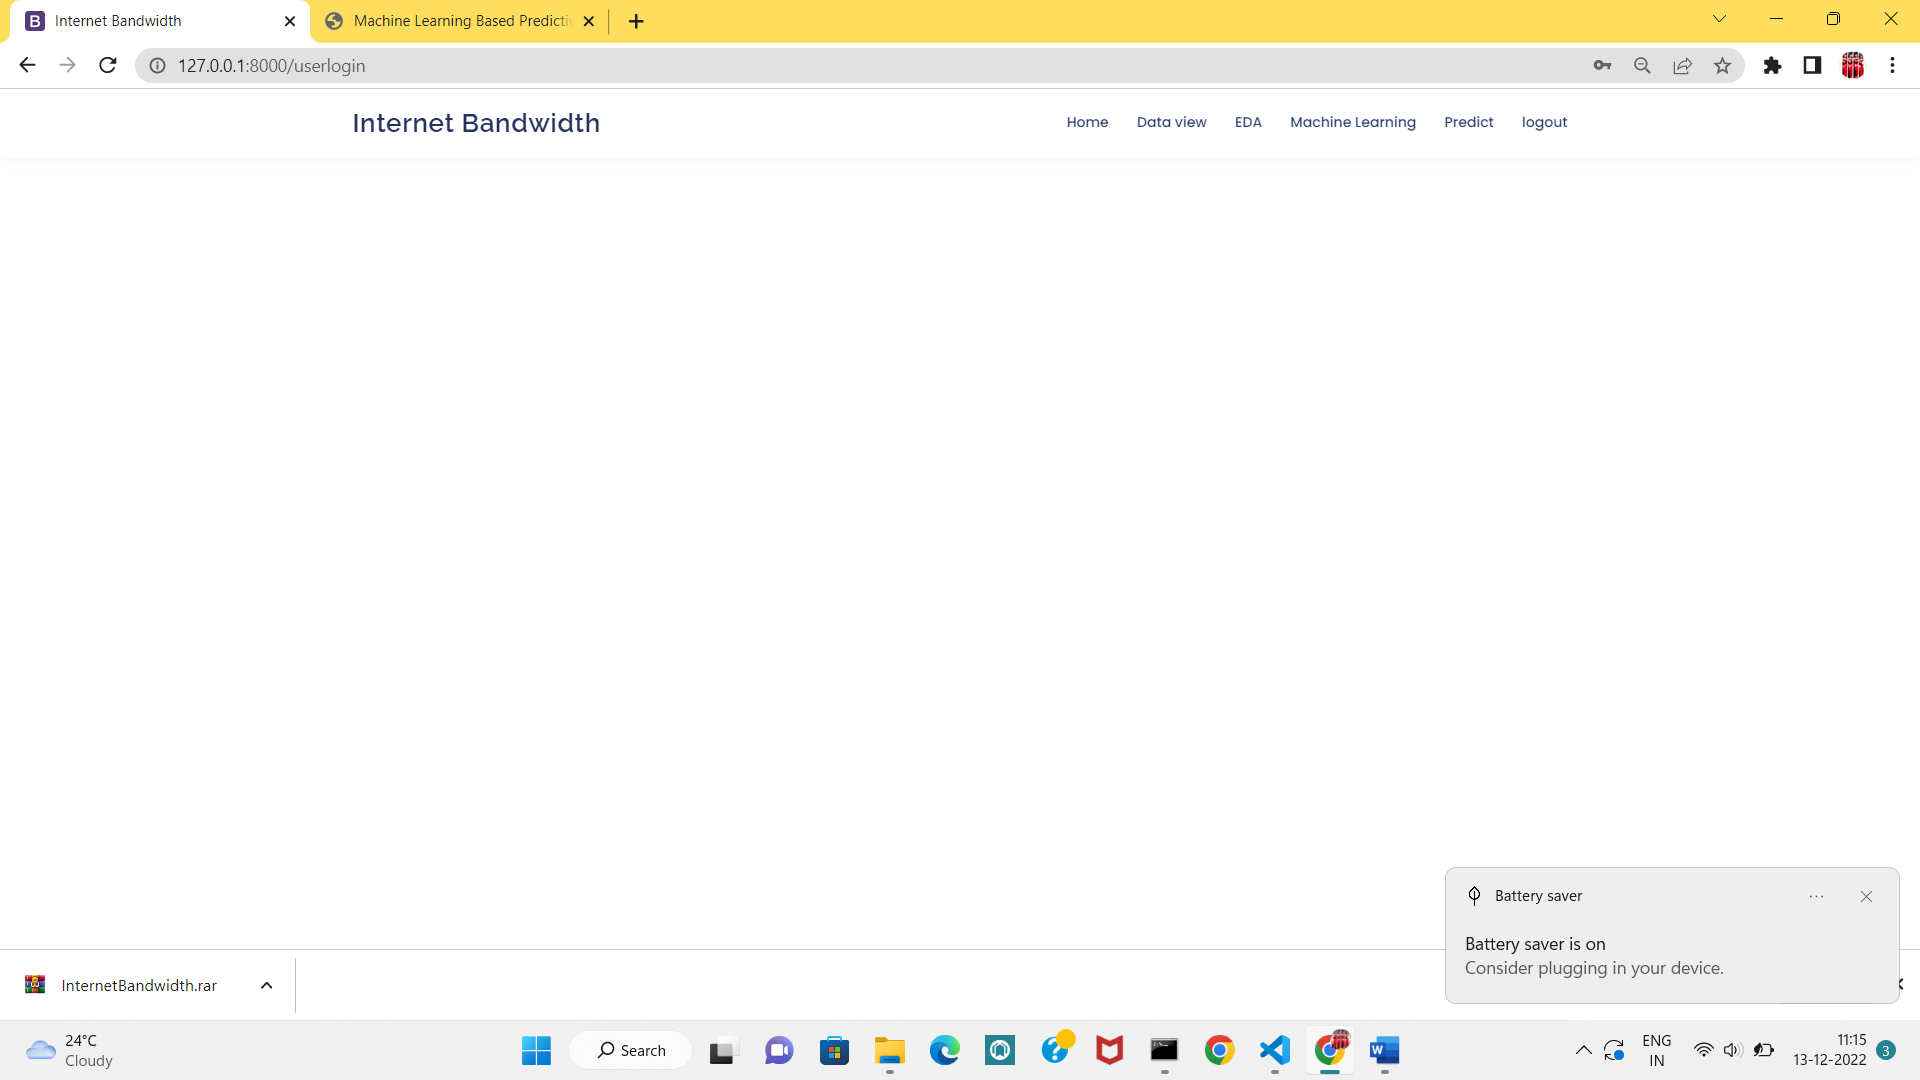 Internet Bandwidth
Machine Learning Based Predicti
127.0.0.1:8000/userlogin
Internet Bandwidth
Home
Data view
EDA
Machine Learning
Predict
logout
Battery saver
Battery saver is on
Consider plugging in your device.
InternetBandwidth.rar
24°C
Cloudy
Search
ENG
IN
11:15
13-12-2022
3